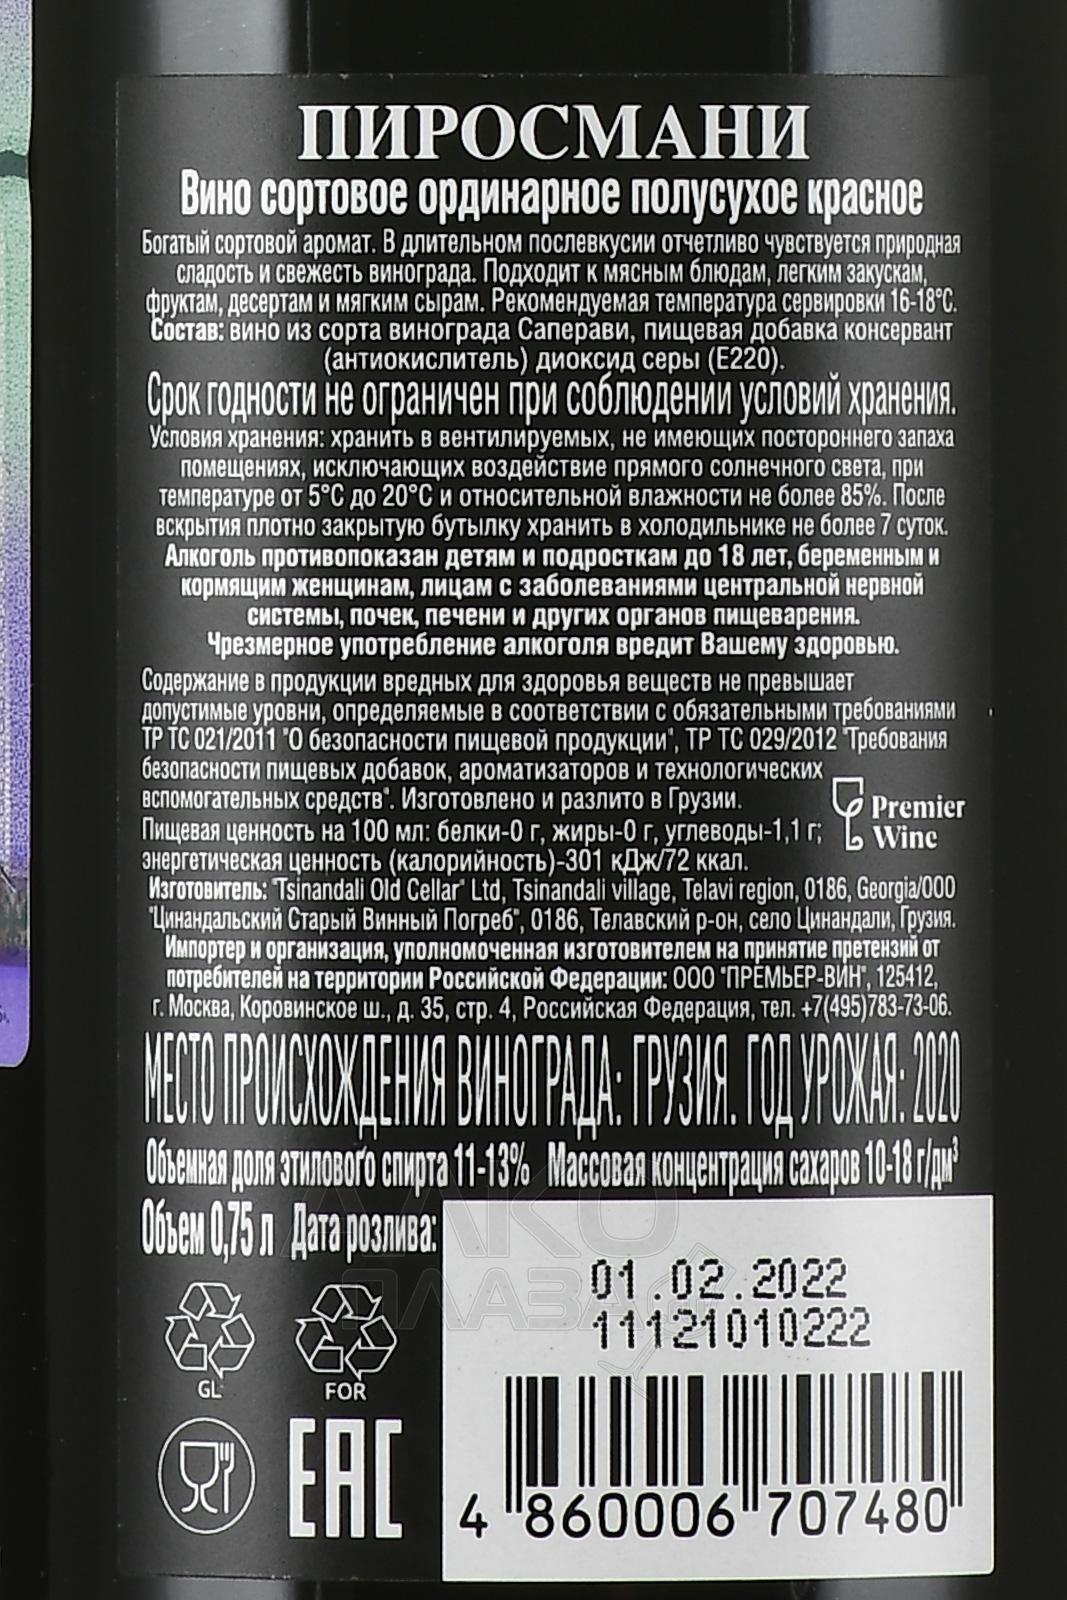 ПИРОСМАНИ
Вино сортовое ординарное полусухое красное
Богатый сортовой аромат. В длительном послевкусии отчетливо чувствуется природная
сладость и свежесть винограда. Подходит к мясным блюдам, легким закускам,
фруктам, десертам и мягким сырам. Рекомендуемая температура сервировки 16-18°С.
Состав: вино из сорта винограда Саперави, пищевая добавка консервант
(антиокислитель) диоксид серы (Е220).
Срок годности не ограничен при соблюдении условий хранения.
Условия хранения: хранить в вентилируемых, не имеющих постороннего запаха
помещениях, исключающих воздействие прямого солнечного света, при
температуре от 5°С до 20°С и относительной влажности не более 85%. После
вскрытия плотно закрытую бутылку хранить в холодильнике не более 7 суток.
Алкоголь противопоказан детям и подросткам до 18 лет, беременным и
кормящим женщинам, лицам с заболеваниями центральной нервной
системы, почек, печени и других органов пищеварения.
Чрезмерное употребление алкоголя вредит Вашему здоровью.
Содержание в продукции вредных для здоровья веществ не превышает
допустимые уровни, определяемые в соответствии с обязательными требованиями
ТР ТС 021/2011 "О безопасности пищевой продукции", ТР ТС 029/2012 "Требования
безопасности пищевых добавок, ароматизаторов и технологических
вспомогательных средств". Изготовлено и разлито в Грузии.
Premier
Wine
Пищевая ценность на 100 мл: белки-0 г, жиры-0 г, углеводы-1,1 г;
энергетическая ценность (калорийность)-301 кДж/72 ккал.
Изготовитель: "Tsinandali Old Cellar" Ltd, Tsinandali village, Telavi region, 0186, Georgia/ООО
"Цинандальский Старый Винный Погреб", 0186, Телавский р-он, село Цинандали, Грузия.
Импортер и организация, уполномоченная изготовителем на принятие претензий от
потребителей на территории Российской Федерации: ООО "ПРЕМЬЕР-ВИН", 125412,
г. Москва, Коровинское ш., д. 35, стр. 4, Российская Федерация, тел. +7(495)783-73-06.
МЕСТО ПРОИСХОЖДЕНИЯ ВИНОГРАДА: ГРУЗИЯ. ГОД УРОЖАЯ: 2020
Объемная доля этилового спирта 11-13% Массовая концентрация сахаров 10-18 г/дм³
Объем 0,75 л Дата розлива:
01.02.2022
11121010222
АЛКО
ПЛАЗА
GL FOR
EAC
4 860006 707480